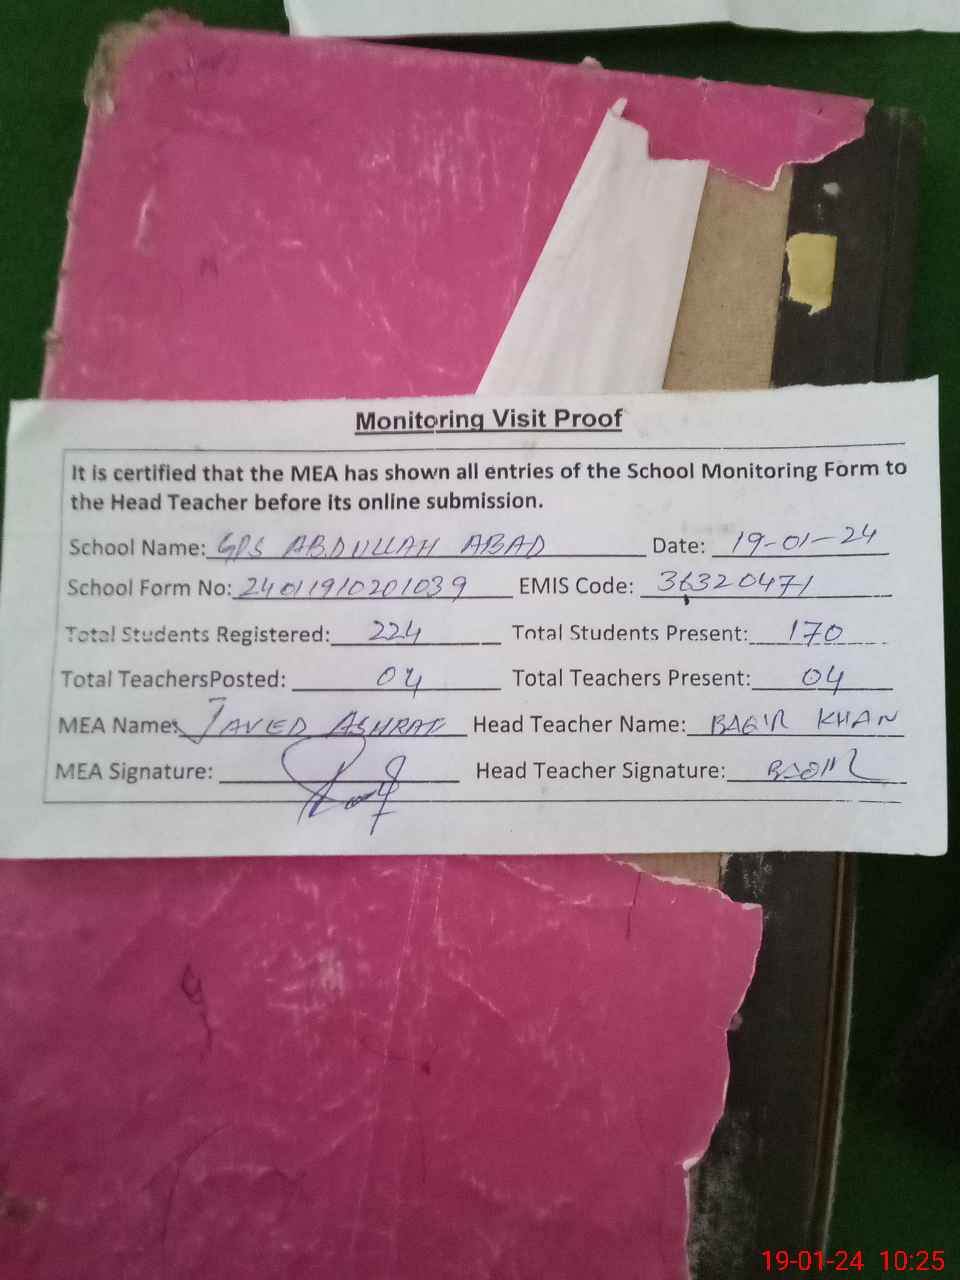 Monitoring Visit Proof
It is certified that the MEA has shown all entries of the School Monitoring Form to
the Head Teacher before its online submission.
School Name: GPS ABDULLAH ABAD Date: 19-01-24
School Form No: 24011910201039 EMIS Code: 36320471
Total Students Registered: 224 Total Students Present: 170
Total TeachersPosted: 04 Total Teachers Present: 04
MEA Name: JAVED ASHRAF Head Teacher Name: BAQIR KHAN
MEA Signature: Head Teacher Signature:
19-01-24 10:25